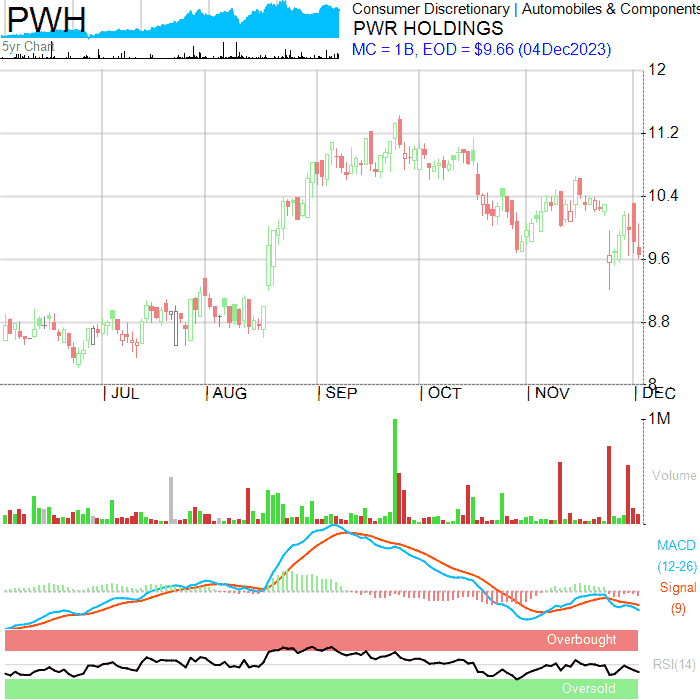 PWH
5yr Chart
Consumer Discretionary | Automobiles & Components
PWR HOLDINGS
MC = 1B, EOD = $9.66 (04Dec2023)
12
11.2
10.4
9.6
8.8
8
JUL
AUG
SEP
OCT
NOV
DEC
1M
Volume
MACD
(12-26)
Signal
(9)
Overbought
RSI(14)
Oversold